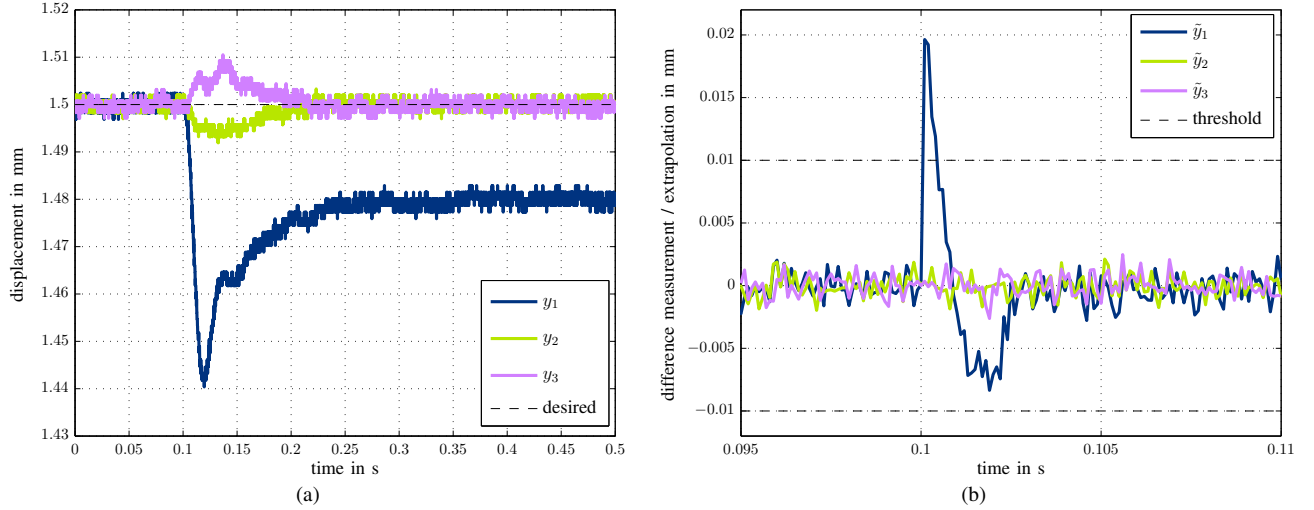 displacement in mm
1.52
1.51
1.5
1.49
1.48
1.47
1.46
1.45
1.44
1.43
0 0.05 0.1 0.15 0.2 0.25 0.3 0.35 0.4 0.45 0.5
time in s
y₁
y₂
y₃
desired
(a)
difference measurement / extrapolation in mm
0.02
0.015
0.01
0.005
0
−0.005
−0.01
0.095 0.1 0.105 0.11
time in s
ỹ₁
ỹ₂
ỹ₃
threshold
(b)